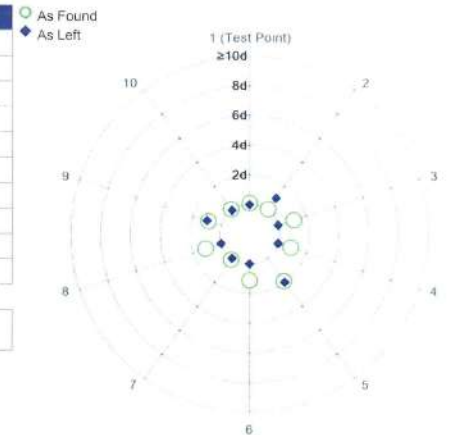 As Found
As Left
1 (Test Point)
≥10d
10
2
8d
6d
4d
9
2d
3
8
4
7
5
6